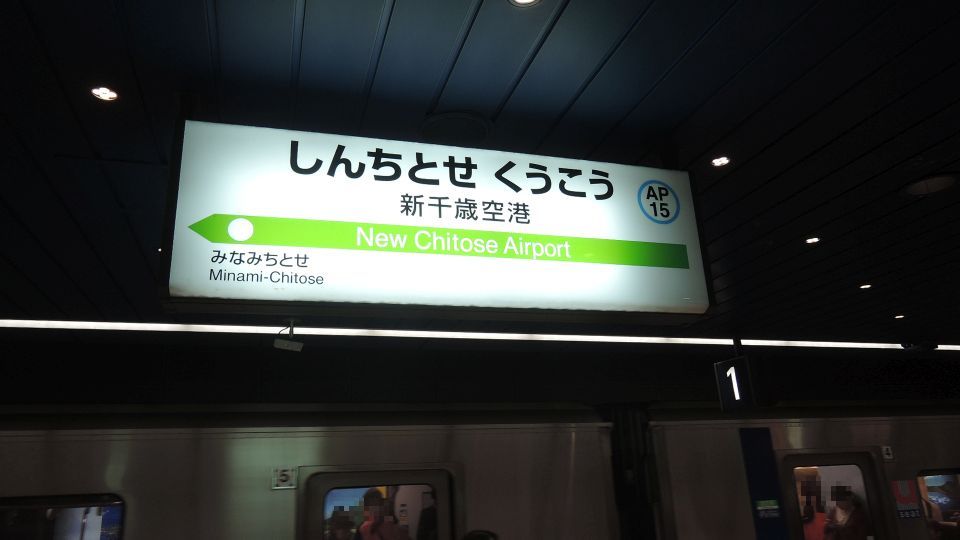 しんちとせ くうこう
AP
15
新千歳空港
New Chitose Airport
みなみちとせ
Minami-Chitose
1
5
4
U
seat